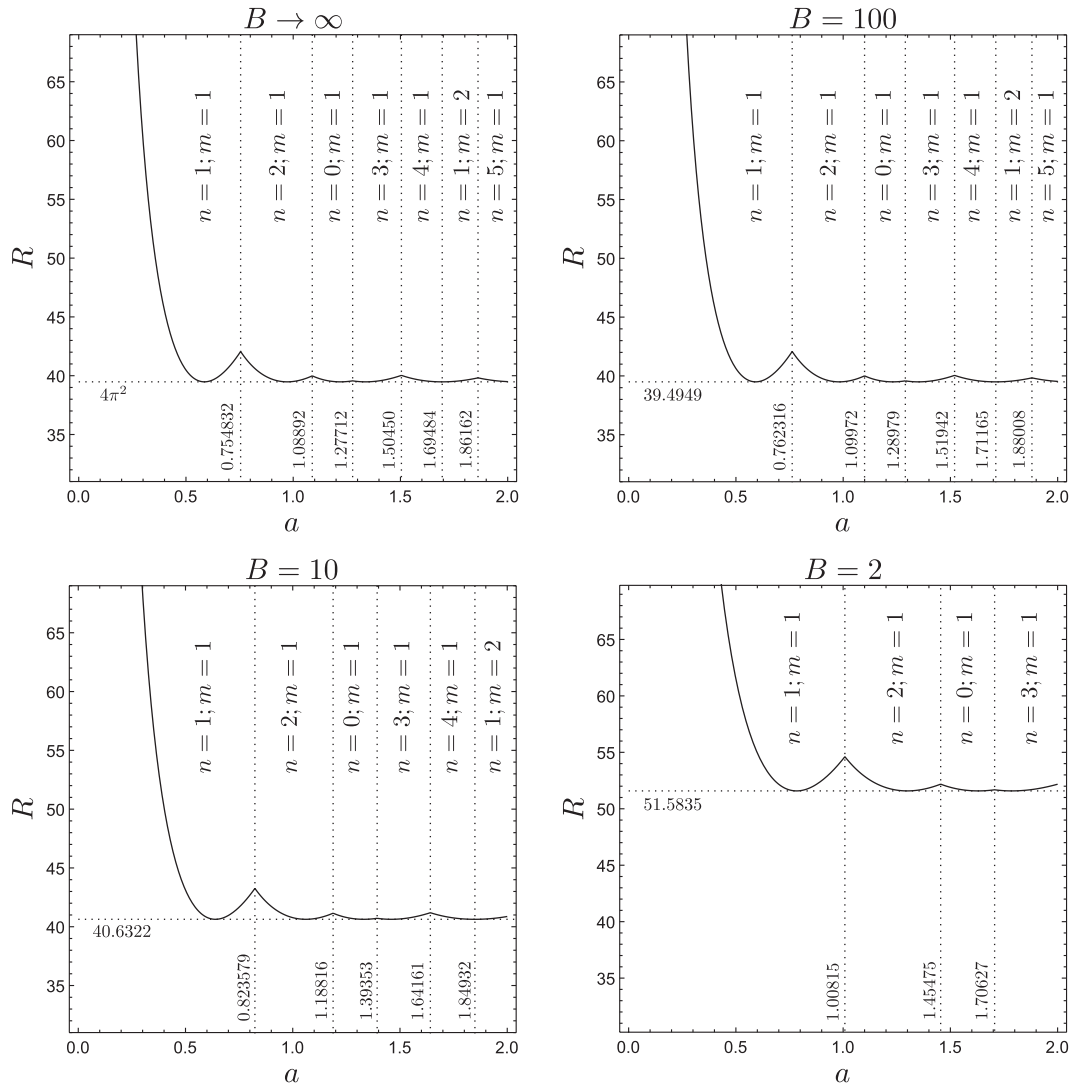 B → ∞
R
65
60
55
50
45
40
35
n = 1; m = 1
n = 2; m = 1
n = 0; m = 1
n = 3; m = 1
n = 4; m = 1
n = 1; m = 2
n = 5; m = 1
4π²
0.754832
1.08892
1.27712
1.50450
1.69484
1.86162
0.0 0.5 1.0 1.5 2.0
a
B = 100
R
65
60
55
50
45
40
35
n = 1; m = 1
n = 2; m = 1
n = 0; m = 1
n = 3; m = 1
n = 4; m = 1
n = 1; m = 2
n = 5; m = 1
39.4949
0.762316
1.09972
1.28979
1.51942
1.71165
1.88008
0.0 0.5 1.0 1.5 2.0
a
B = 10
R
65
60
55
50
45
40
35
n = 1; m = 1
n = 2; m = 1
n = 0; m = 1
n = 3; m = 1
n = 4; m = 1
n = 1; m = 2
40.6322
0.823579
1.18816
1.39353
1.64161
1.84932
0.0 0.5 1.0 1.5 2.0
a
B = 2
R
65
60
55
50
45
40
35
n = 1; m = 1
n = 2; m = 1
n = 0; m = 1
n = 3; m = 1
51.5835
1.00815
1.45475
1.70627
0.0 0.5 1.0 1.5 2.0
a